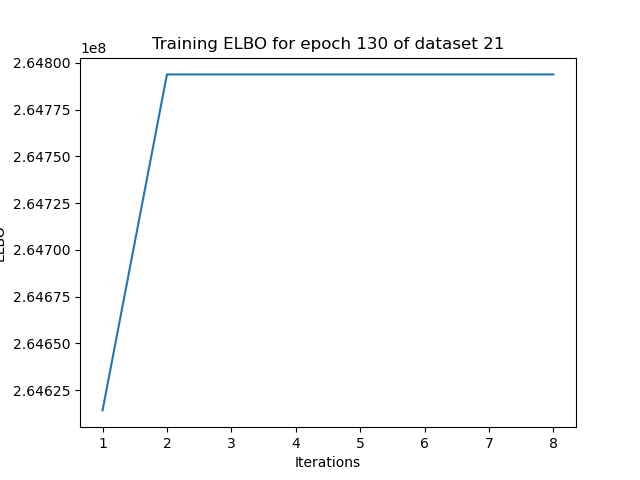 Training ELBO for epoch 130 of dataset 21
1e8
2.64800
2.64775
2.64750
2.64725
2.64700
2.64675
2.64650
2.64625
ELBO
1 2 3 4 5 6 7 8
Iterations